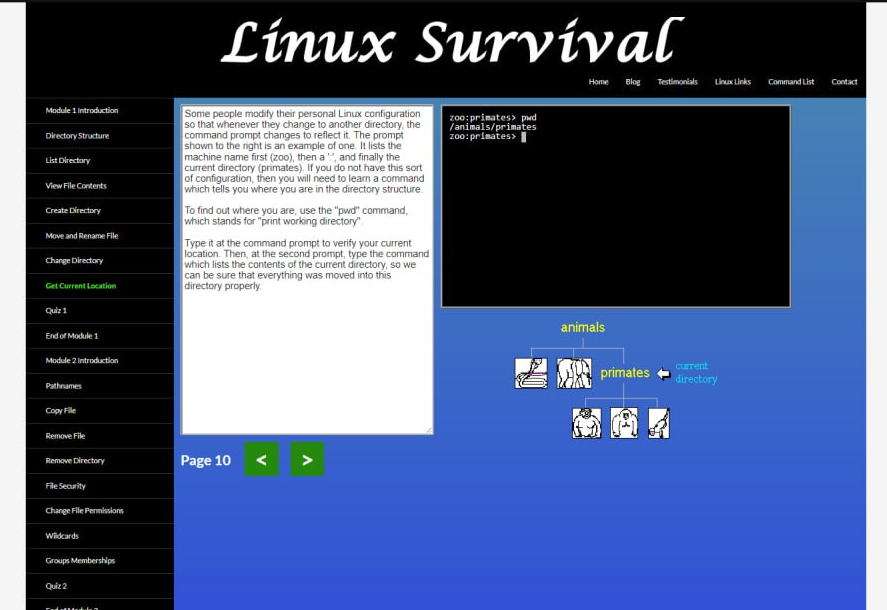 Linux Survival
Home Blog Testimonials Linux Links Command List Contact
Module 1 Introduction
Directory Structure
List Directory
View File Contents
Create Directory
Move and Rename File
Change Directory
Get Current Location
Quiz 1
End of Module 1
Module 2 Introduction
Pathnames
Copy File
Remove File
Remove Directory
File Security
Change File Permissions
Wildcards
Groups Memberships
Quiz 2
End of Module 2
Some people modify their personal Linux configuration
so that whenever they change to another directory, the
command prompt changes to reflect it. The prompt
shown to the right is an example of one. It lists the
machine name first (zoo), then a ':', and finally the
current directory (primates). If you do not have this sort
of configuration, then you will need to learn a command
which tells you where you are in the directory structure.
To find out where you are, use the "pwd" command,
which stands for "print working directory".
Type it at the command prompt to verify your current
location. Then, at the second prompt, type the command
which lists the contents of the current directory, so we
can be sure that everything was moved into this
directory properly.
Page 10 < >
zoo:primates> pwd
/animals/primates
zoo:primates>
animals
primates
current
directory